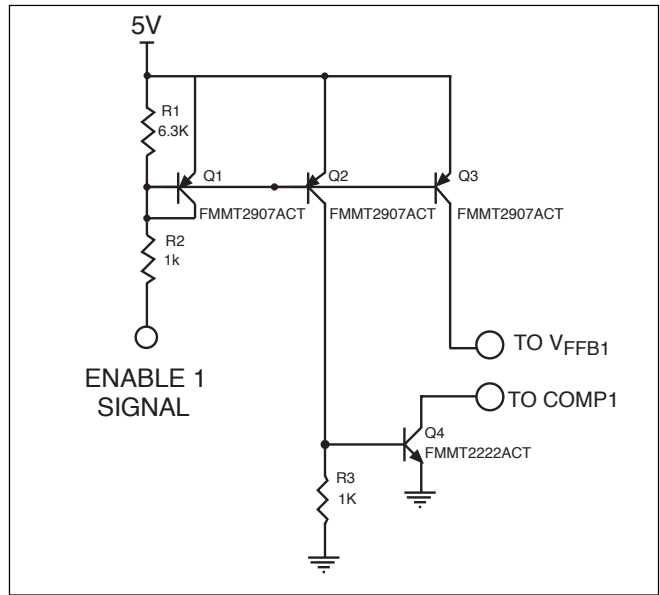 5V
R1
6.3K
Q1
Q2
Q3
FMMT2907ACT
FMMT2907ACT
FMMT2907ACT
R2
1k
ENABLE 1
SIGNAL
TO VFFB1
TO COMP1
Q4
FMMT2222ACT
R3
1K